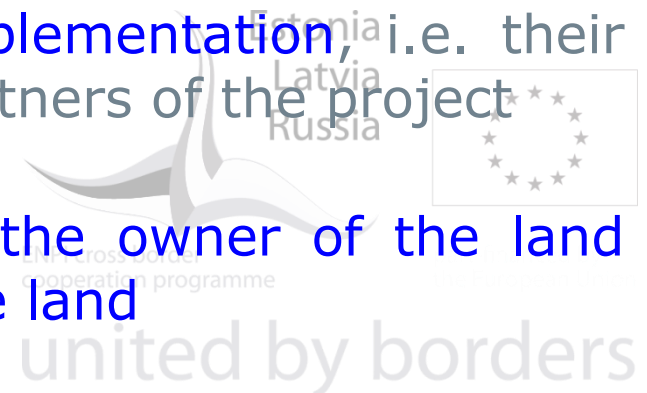 plementation, i.e. their
Estonia
Latvia
Russia
tners of the project
the owner of the land
ENPI cross border
cooperation programme
e land
united by borders